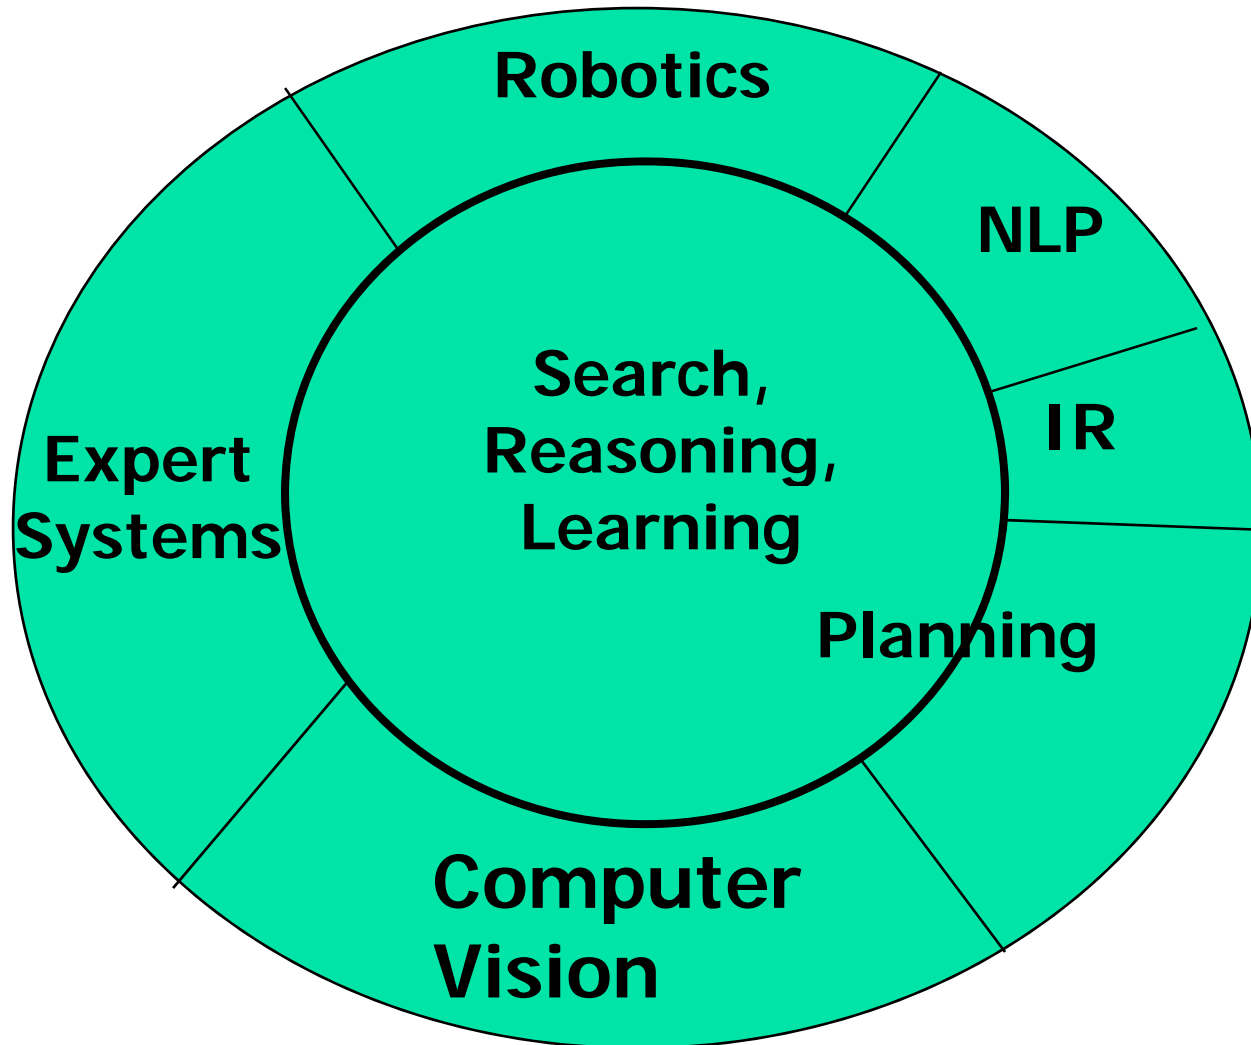 Robotics
NLP
Search,
Reasoning,
Learning
IR
Expert
Systems
Planning
Computer
Vision